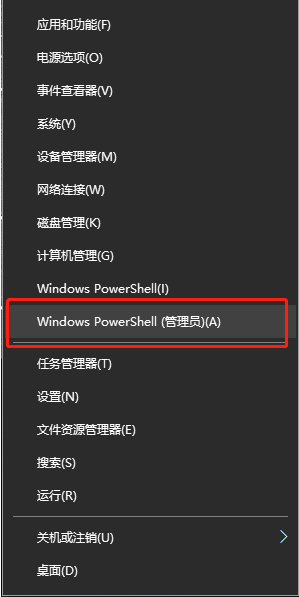 应用和功能(F)
电源选项(O)
事件查看器(V)
系统(Y)
设备管理器(M)
网络连接(W)
磁盘管理(K)
计算机管理(G)
Windows PowerShell(I)
Windows PowerShell (管理员)(A)
任务管理器(T)
设置(N)
文件资源管理器(E)
搜索(S)
运行(R)
关机或注销(U)
桌面(D)